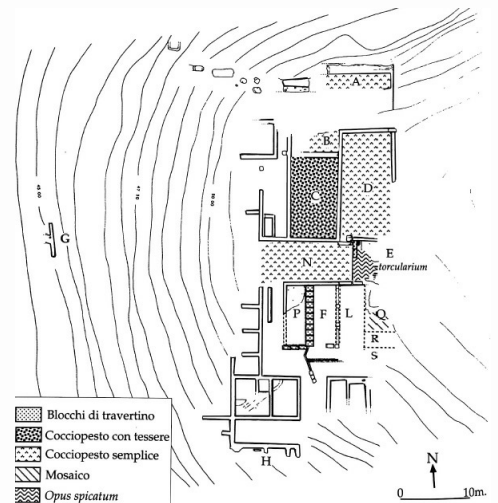 A
B
C
D
E
torcularium
G
N
P
F
L
Q
R
S
H
Blocchi di travertino
Cocciopesto con tessere
Cocciopesto semplice
Mosaico
Opus spicatum
N
0 10m.